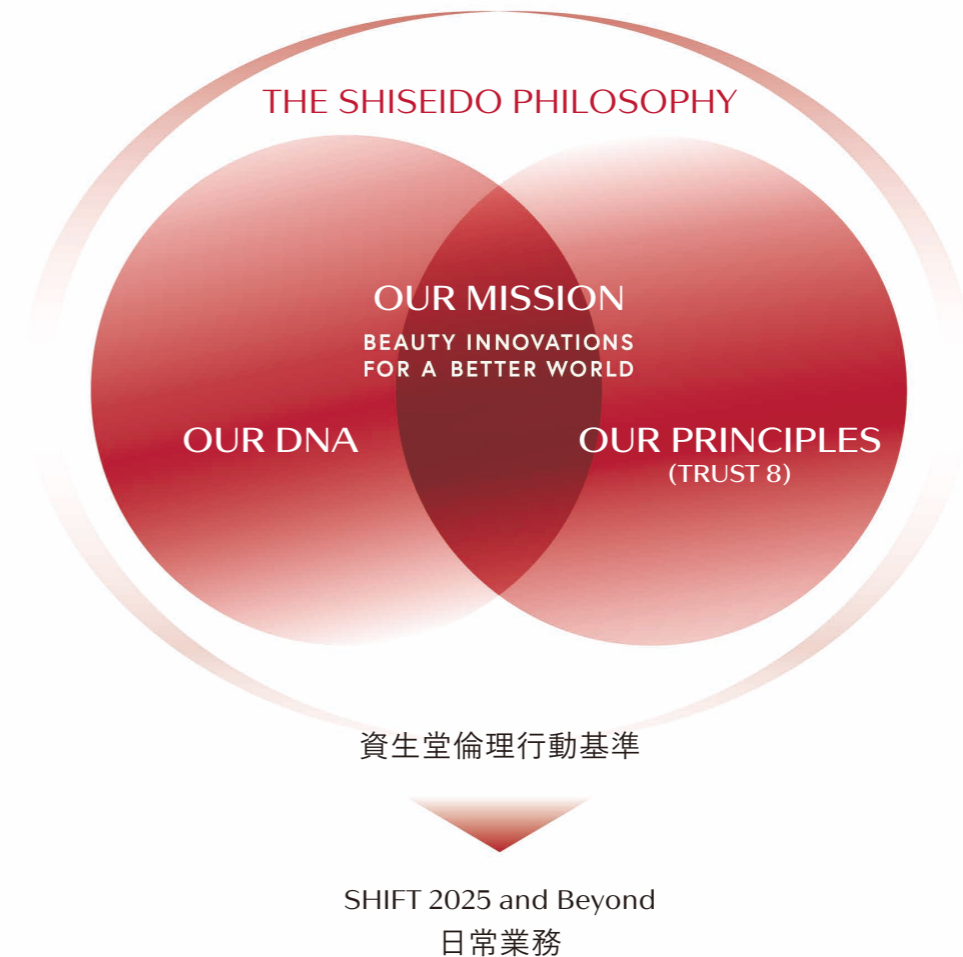 THE SHISEIDO PHILOSOPHY
OUR MISSION
BEAUTY INNOVATIONS
FOR A BETTER WORLD
OUR DNA
OUR PRINCIPLES
(TRUST 8)
資生堂倫理行動基準
SHIFT 2025 and Beyond
日常業務